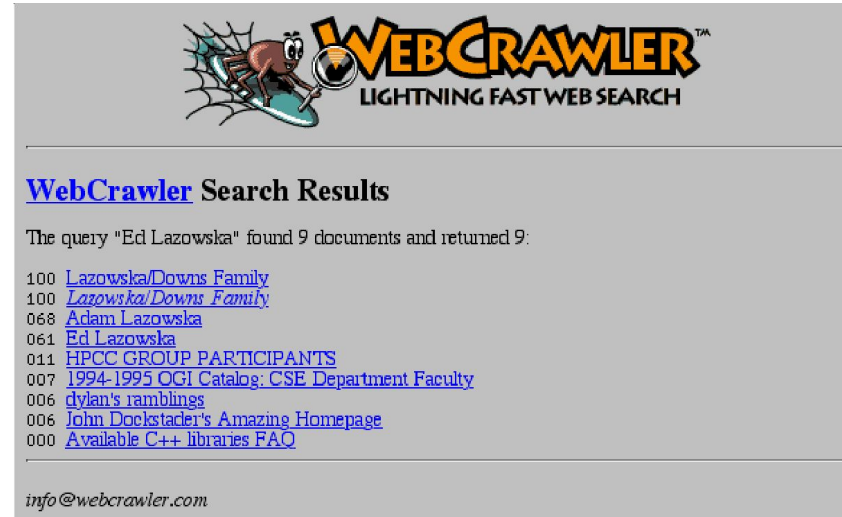 WEBCRAWLER™
LIGHTNING FAST WEB SEARCH
WebCrawler Search Results
The query "Ed Lazowska" found 9 documents and returned 9:
100 Lazowska/Downs Family
100 Lazowska/Downs Family
068 Adam Lazowska
061 Ed Lazowska
011 HPCC GROUP PARTICIPANTS
007 1994-1995 OGI Catalog: CSE Department Faculty
006 dylan's ramblings
006 John Dockstader's Amazing Homepage
000 Available C++ libraries FAQ
info@webcrawler.com